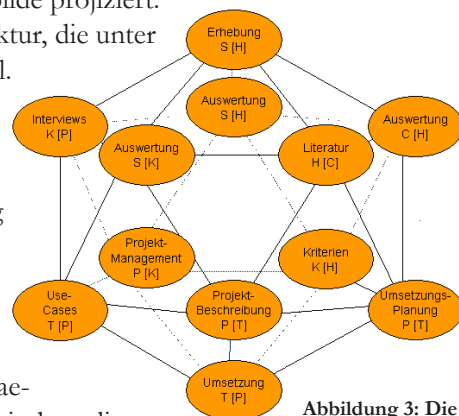 bilde projiziert.
ktur, die unter
l.
g
ae-
Erhebung
S [H]
Auswertung
S [H]
Interviews
K [P]
Auswertung
C [H]
Auswertung
S [K]
Literatur
H [C]
Projekt-
Management
P [K]
Kriterien
K [H]
Use-
Cases
T [P]
Projekt-
Beschreibung
P [T]
Umsetzungs-
Planung
P [T]
Umsetzung
T [P]
Abbildung 3: Die